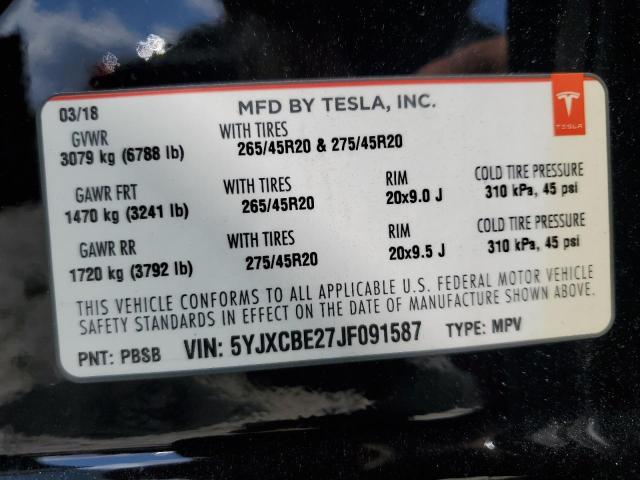 03/18 MFD BY TESLA, INC.
TESLA
GVWR WITH TIRES
3079 kg (6788 lb) 265/45R20 & 275/45R20
GAWR FRT WITH TIRES RIM COLD TIRE PRESSURE
1470 kg (3241 lb) 265/45R20 20x9.0 J 310 kPa, 45 psi
GAWR RR WITH TIRES RIM COLD TIRE PRESSURE
1720 kg (3792 lb) 275/45R20 20x9.5 J 310 kPa, 45 psi
THIS VEHICLE CONFORMS TO ALL APPLICABLE U.S. FEDERAL MOTOR VEHICLE
SAFETY STANDARDS IN EFFECT ON THE DATE OF MANUFACTURE SHOWN ABOVE.
PNT: PBSB VIN: 5YJXCBE27JF091587 TYPE: MPV